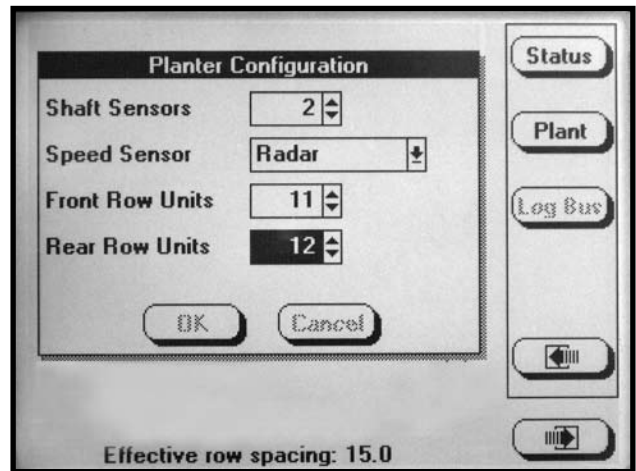 Planter Configuration
Shaft Sensors 2
Speed Sensor Radar
Front Row Units 11
Rear Row Units 12
OK Cancel
Effective row spacing: 15.0
Status
Plant
Log Bus